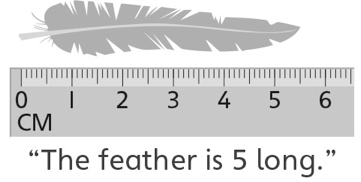 0 1 2 3 4 5 6
CM
“The feather is 5 long.”